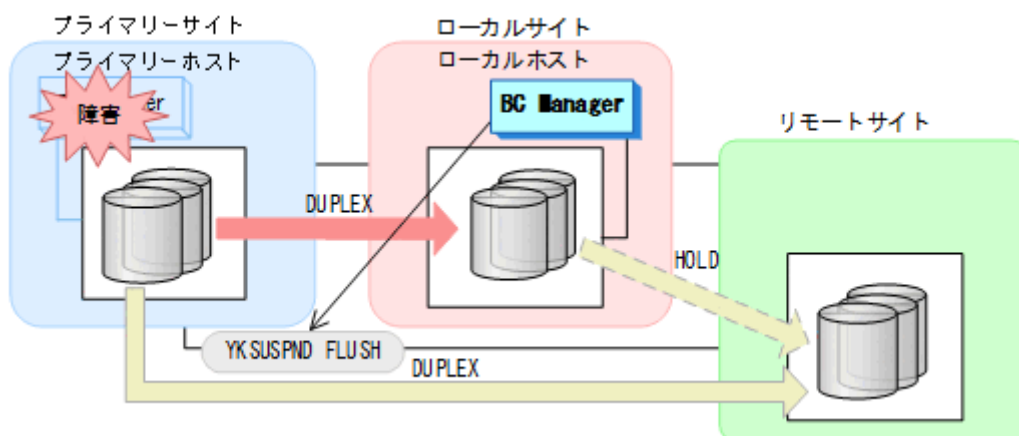 プライマリーサイト
プライマリーホスト
障害
er
ローカルサイト
ローカルホスト
BC Manager
リモートサイト
DUPLEX
HOLD
YKSUSPND FLUSH
DUPLEX